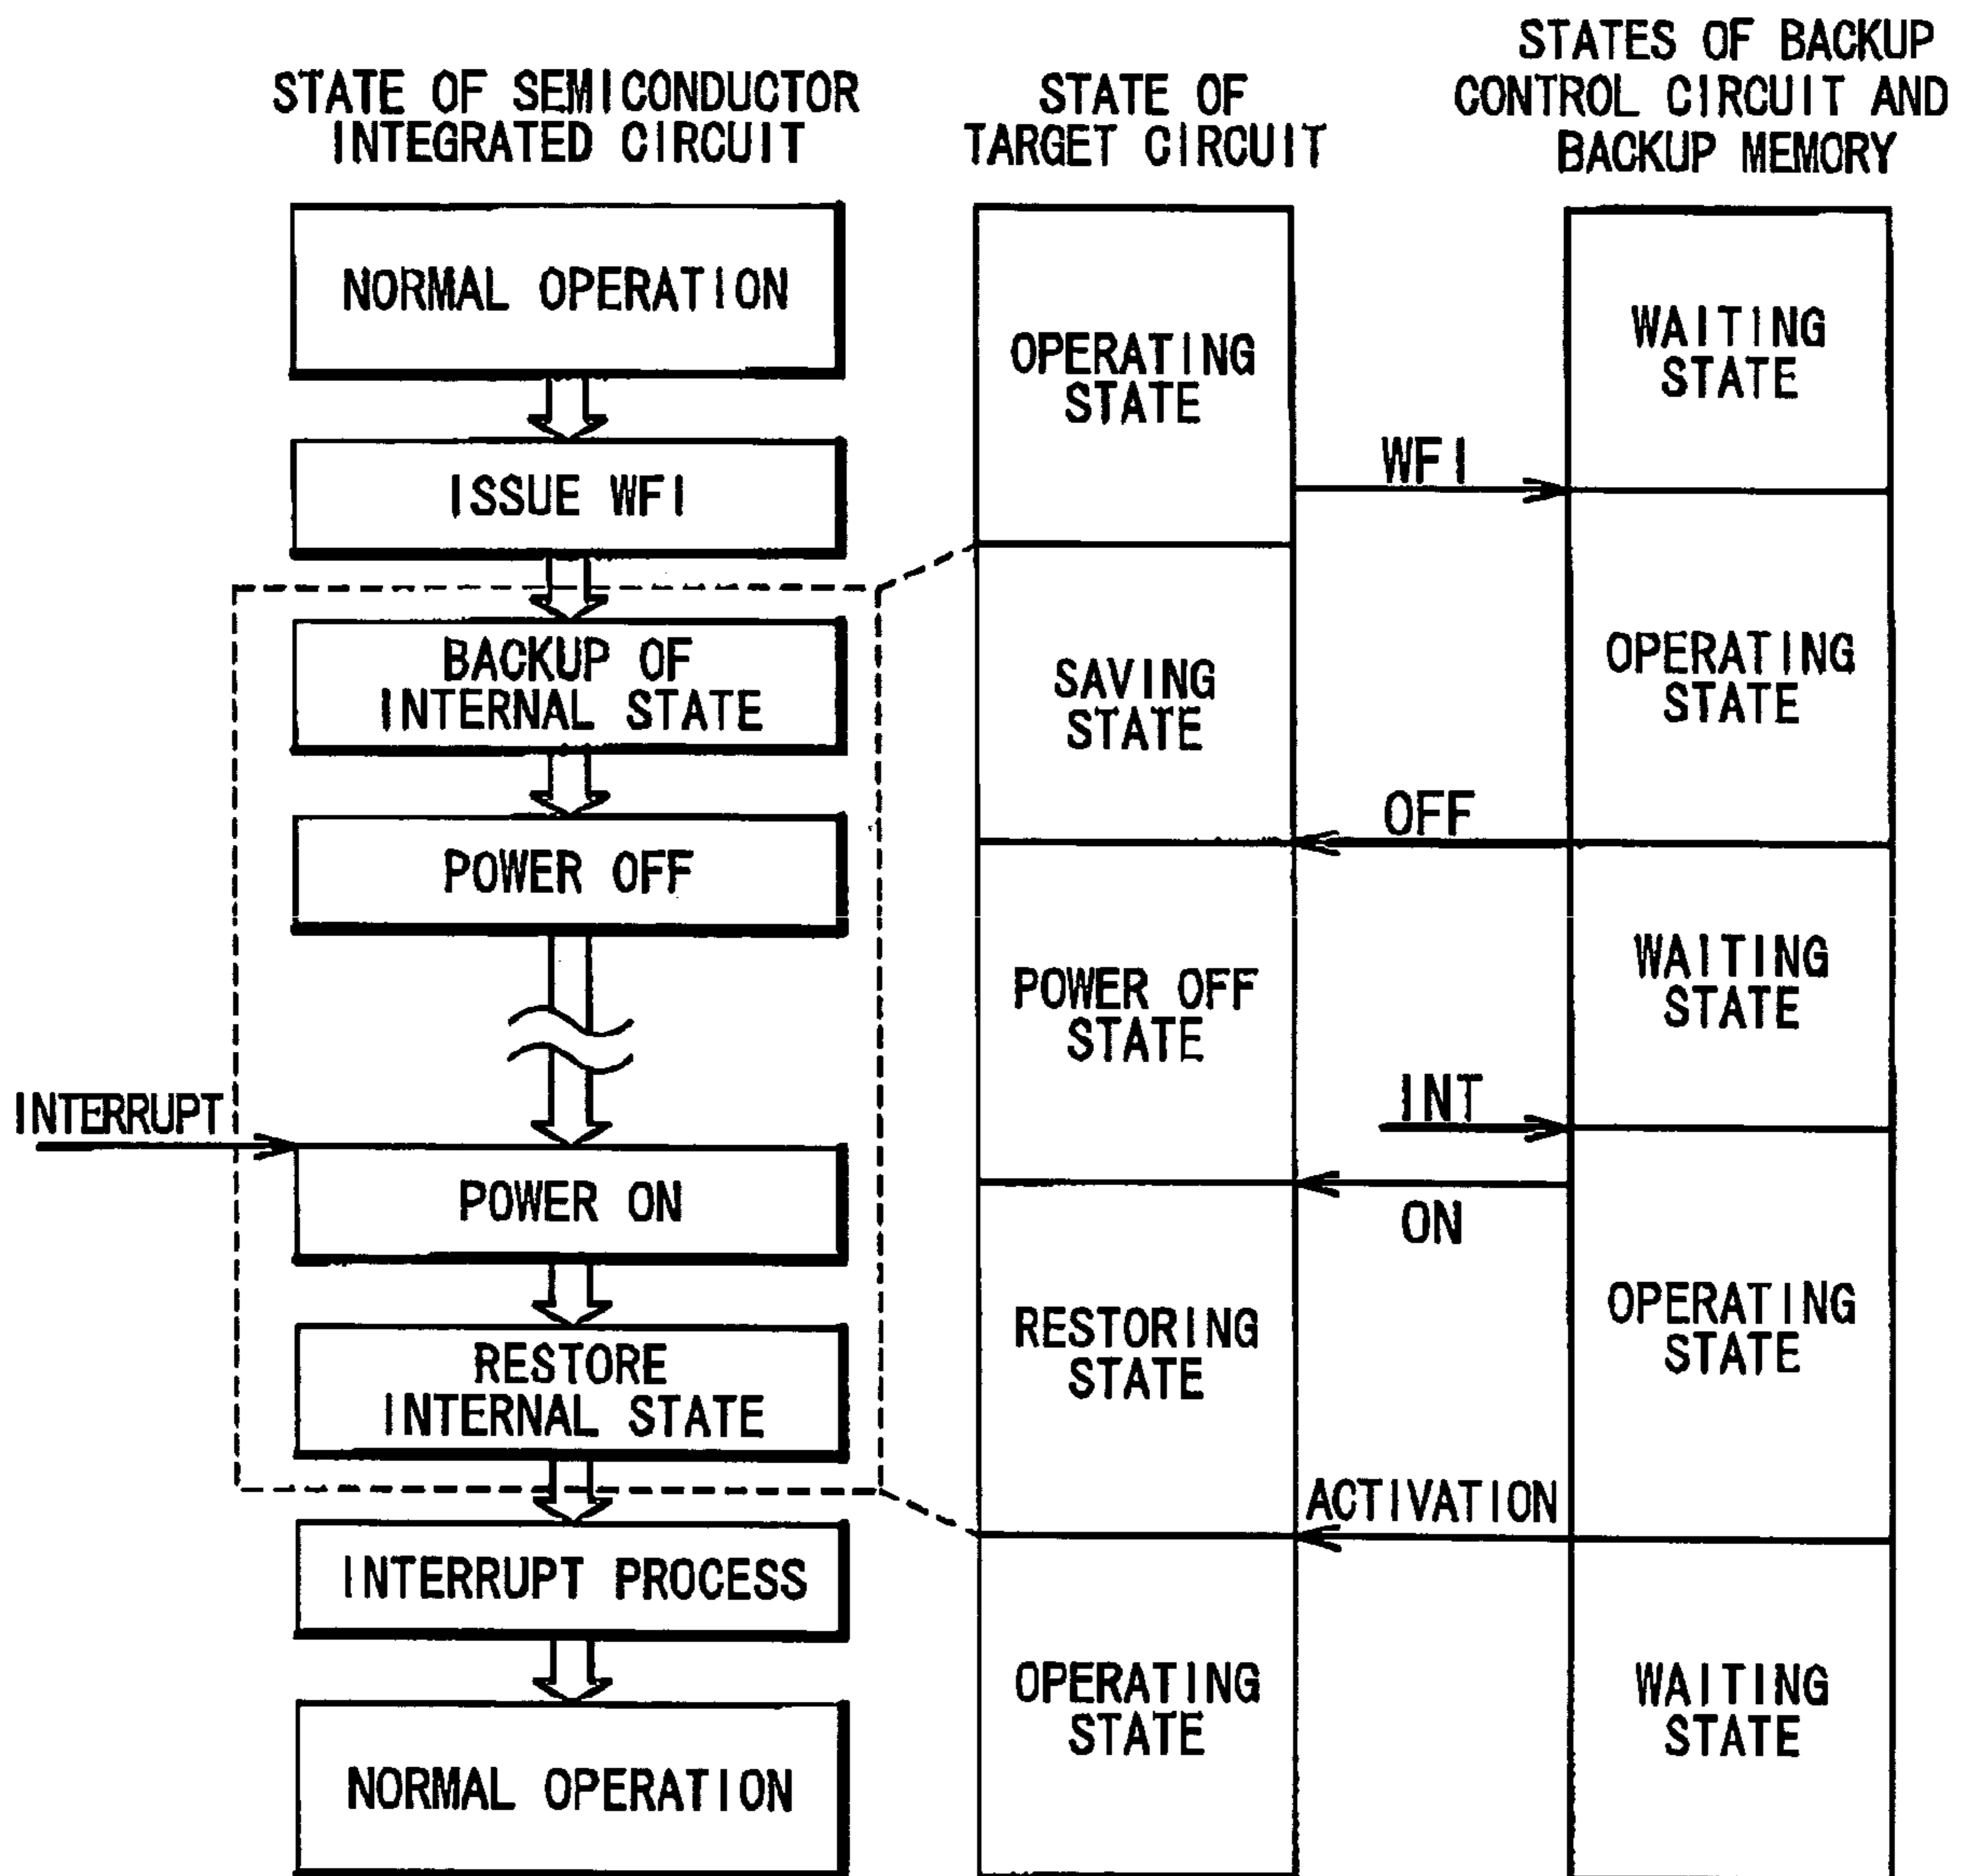 STATE OF SEMICONDUCTOR
INTEGRATED CIRCUIT
STATE OF
TARGET CIRCUIT
STATES OF BACKUP
CONTROL CIRCUIT AND
BACKUP MEMORY
NORMAL OPERATION
ISSUE WFI
BACKUP OF
INTERNAL STATE
POWER OFF
INTERRUPT
POWER ON
RESTORE
INTERNAL STATE
INTERRUPT PROCESS
NORMAL OPERATION
OPERATING
STATE
SAVING
STATE
POWER OFF
STATE
RESTORING
STATE
OPERATING
STATE
WFI
OFF
INT
ON
ACTIVATION
WAITING
STATE
OPERATING
STATE
WAITING
STATE
OPERATING
STATE
WAITING
STATE